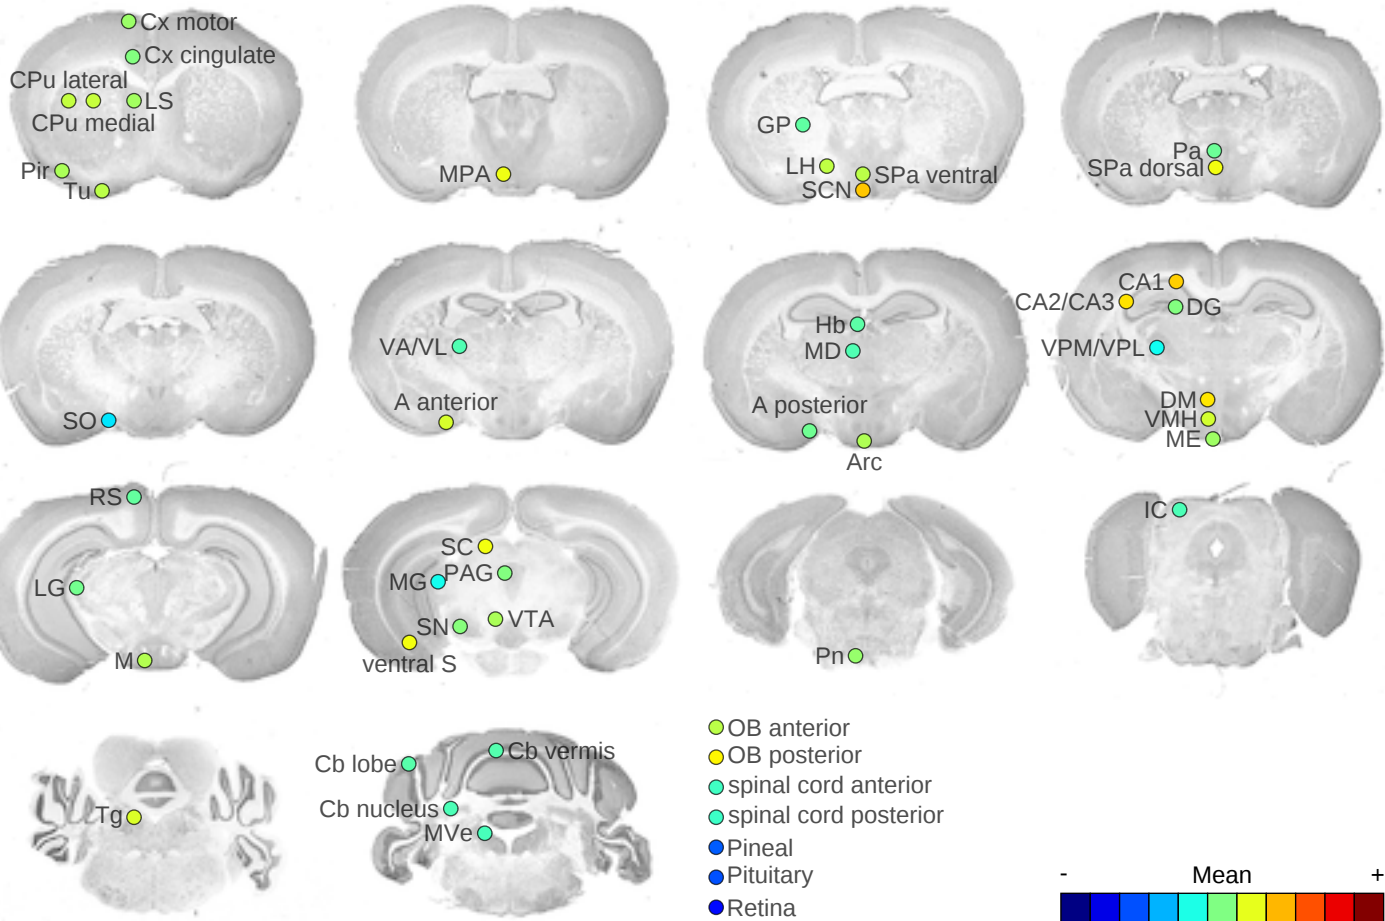 Cx motor
Cx cingulate
CPu lateral
LS
CPu medial
Pir
Tu
MPA
GP
LH
SPa ventral
SCN
Pa
SPa dorsal
SO
VA/VL
A anterior
Hb
MD
A posterior
Arc
CA1
CA2/CA3
DG
VPM/VPL
DM
VMH
ME
RS
LG
M
SC
MG
PAG
SN
VTA
ventral S
Pn
IC
Tg
Cb lobe
Cb vermis
Cb nucleus
MVe
OB anterior
OB posterior
spinal cord anterior
spinal cord posterior
Pineal
Pituitary
Retina
- Mean +